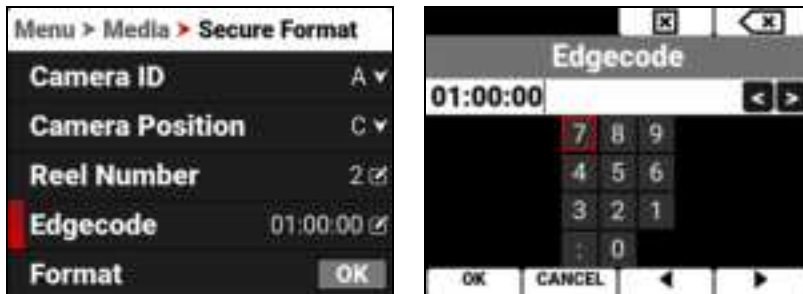 Menu > Media > Secure Format
Camera ID A
Camera Position C
Reel Number 2
Edgecode 01:00:00
Format OK
Edgecode
01:00:00
< >
7 8 9
4 5 6
3 2 1
: 0
OK CANCEL